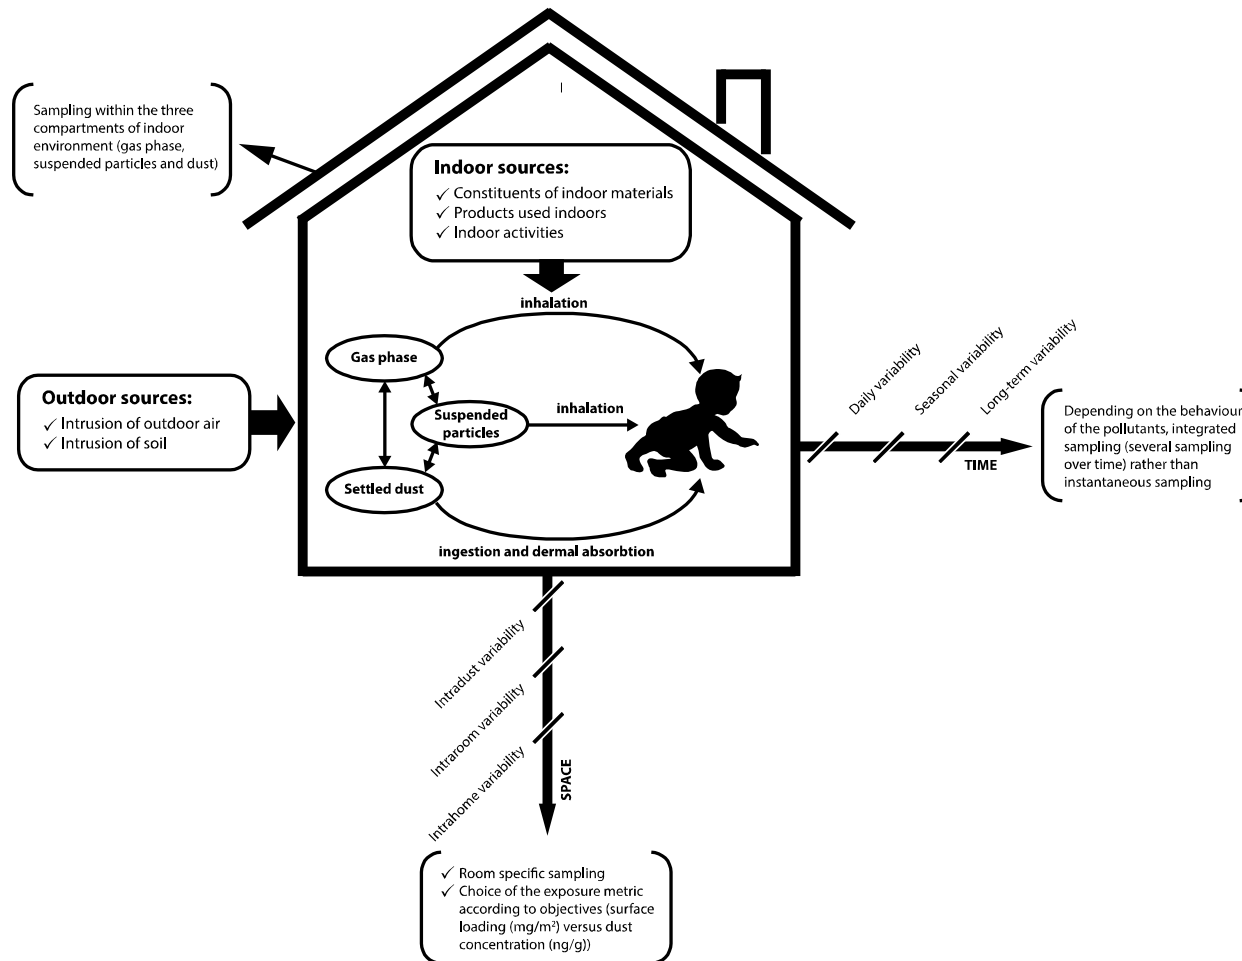 Sampling within the three
compartments of indoor
environment (gas phase,
suspended particles and dust)
Indoor sources:
✓ Constituents of indoor materials
✓ Products used indoors
✓ Indoor activities
inhalation
Gas phase
Suspended
particles
inhalation
Settled dust
ingestion and dermal absorbtion
Outdoor sources:
✓ Intrusion of outdoor air
✓ Intrusion of soil
Daily variability
Seasonal variability
Long-term variability
TIME
Depending on the behaviour
of the pollutants, integrated
sampling (several sampling
over time) rather than
instantaneous sampling
Intradust variability
Intraroom variability
Intrahome variability
SPACE
✓ Room specific sampling
✓ Choice of the exposure metric
according to objectives (surface
loading (mg/m²) versus dust
concentration (ng/g))